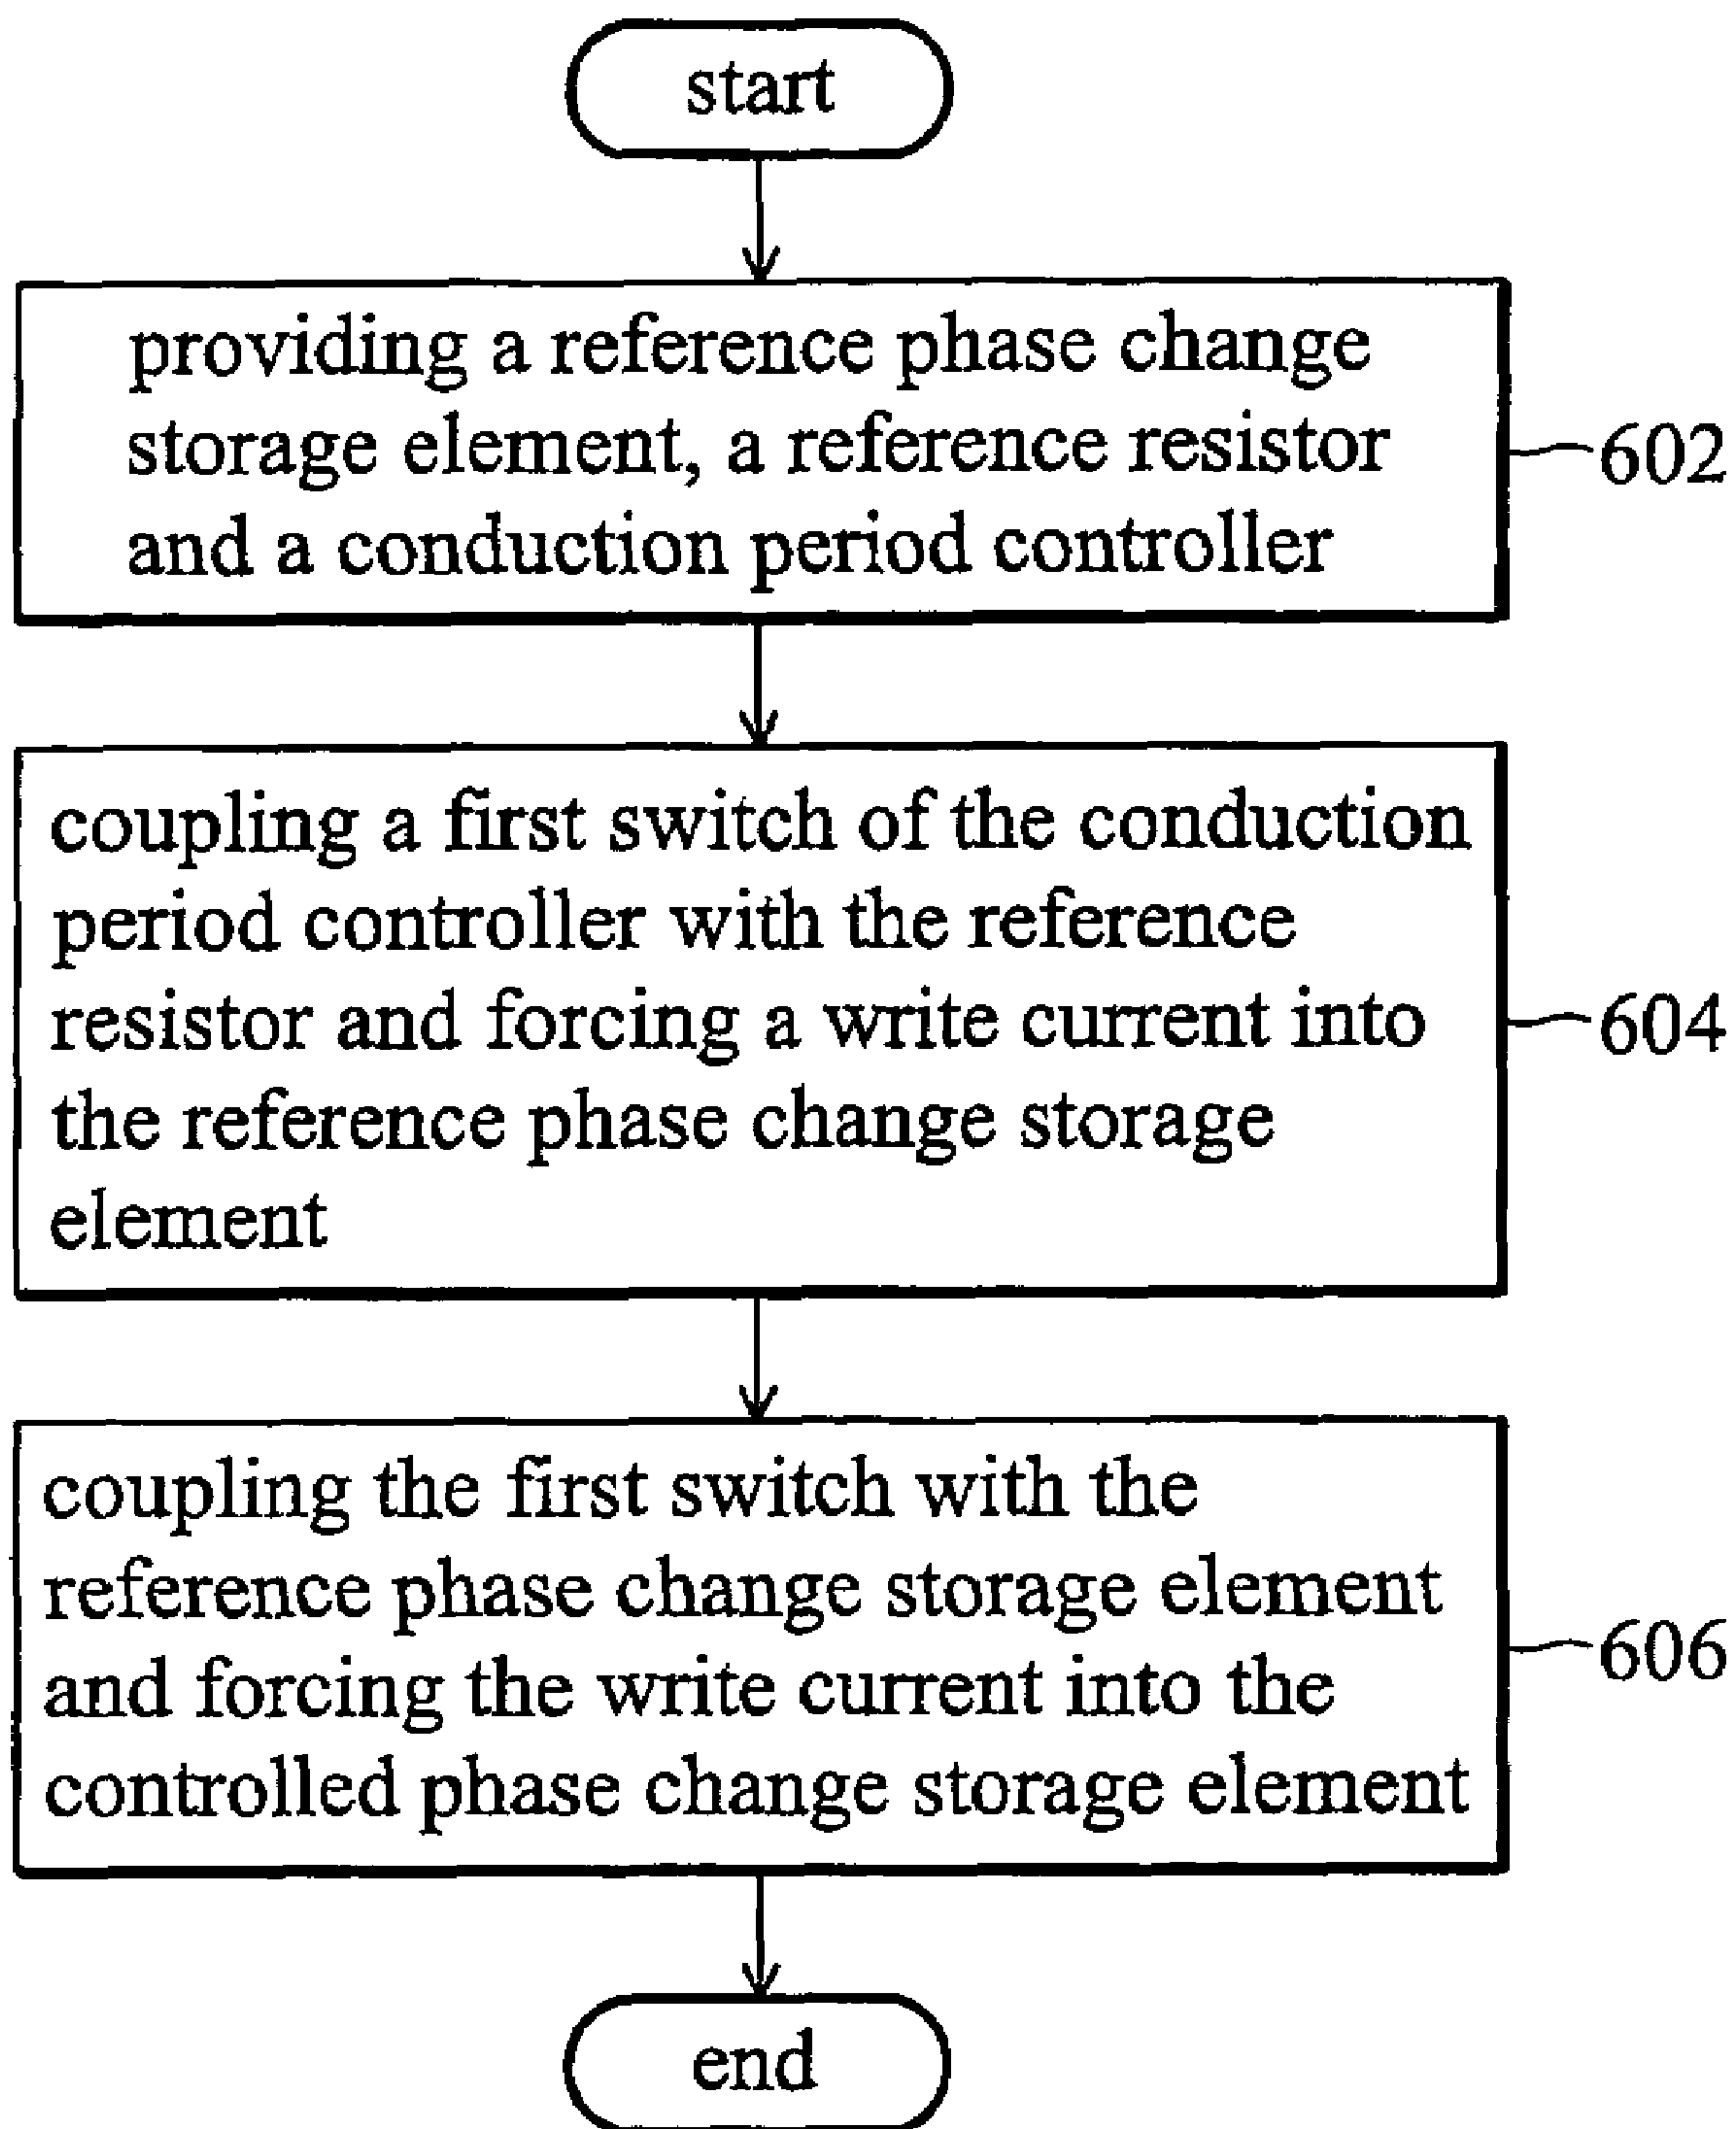 start
providing a reference phase change
storage element, a reference resistor
and a conduction period controller
602
coupling a first switch of the conduction
period controller with the reference
resistor and forcing a write current into
the reference phase change storage
element
604
coupling the first switch with the
reference phase change storage element
and forcing the write current into the
controlled phase change storage element
606
end